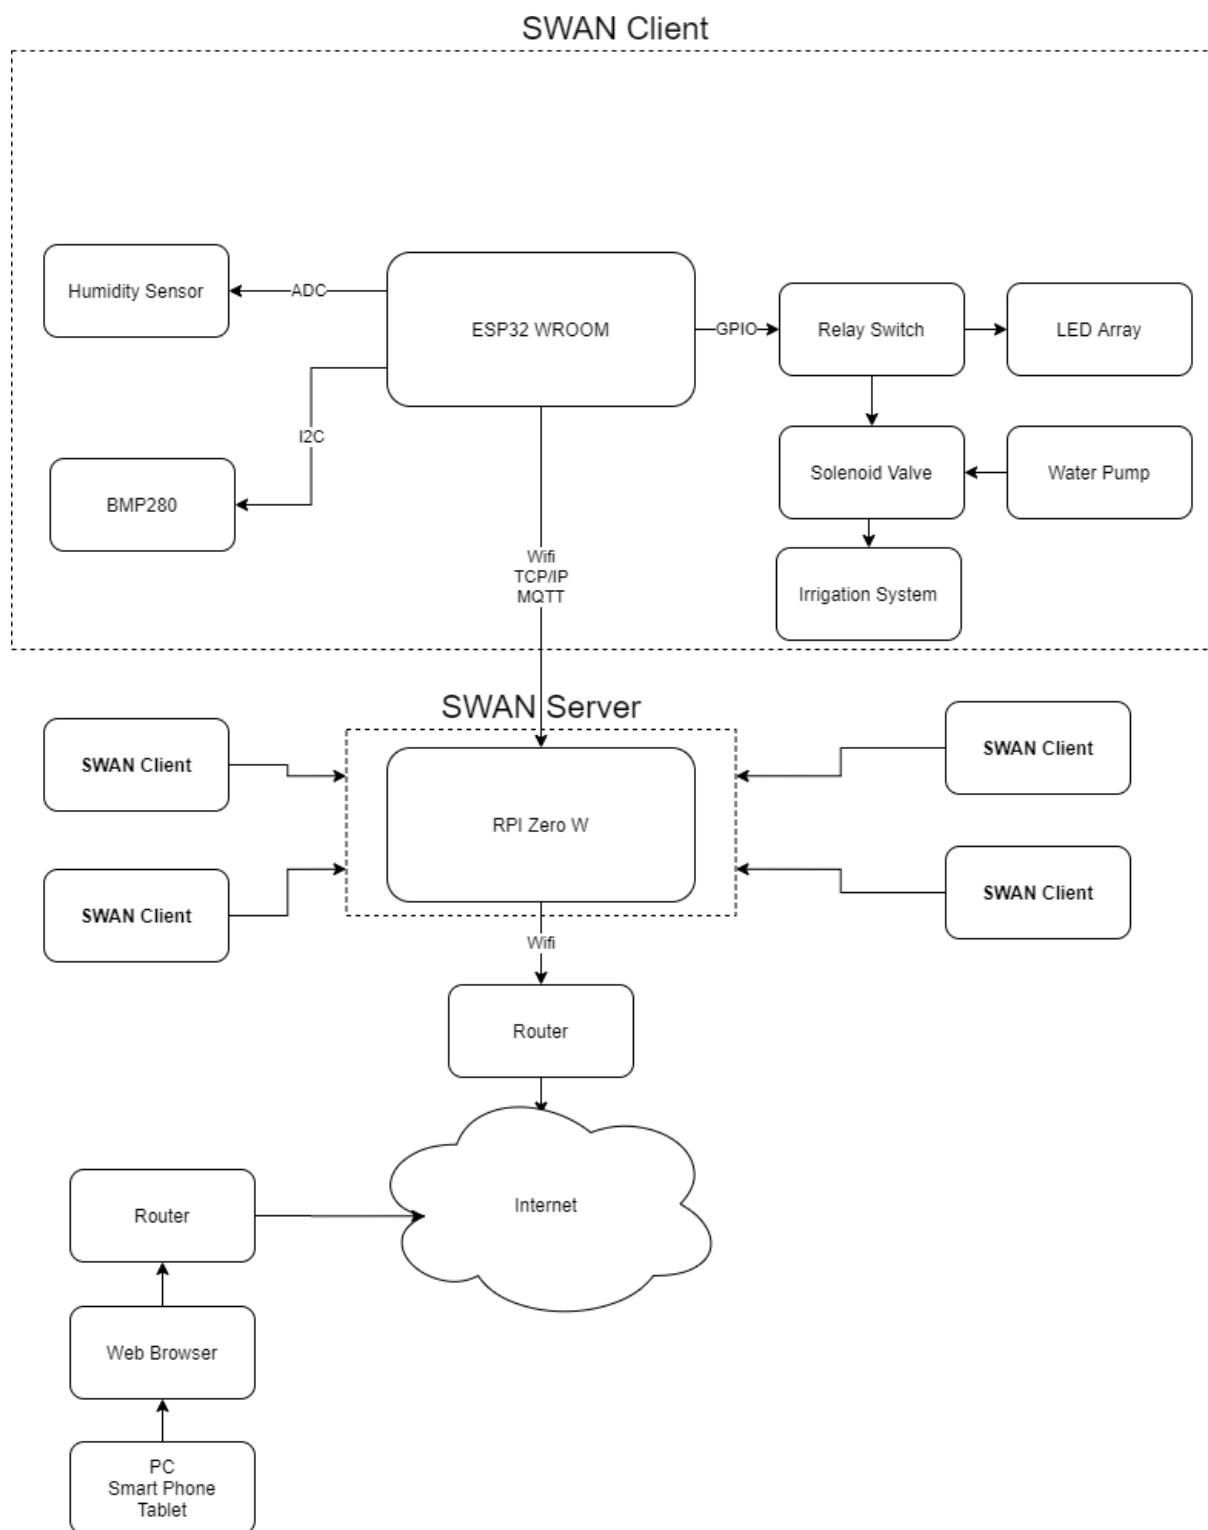 SWAN Client
Humidity Sensor
ADC
ESP32 WROOM
GPIO
Relay Switch
LED Array
I2C
BMP280
Solenoid Valve
Water Pump
Wifi
TCP/IP
MQTT
Irrigation System
SWAN Server
SWAN Client
SWAN Client
RPI Zero W
SWAN Client
SWAN Client
Wifi
Router
Internet
Router
Web Browser
PC
Smart Phone
Tablet